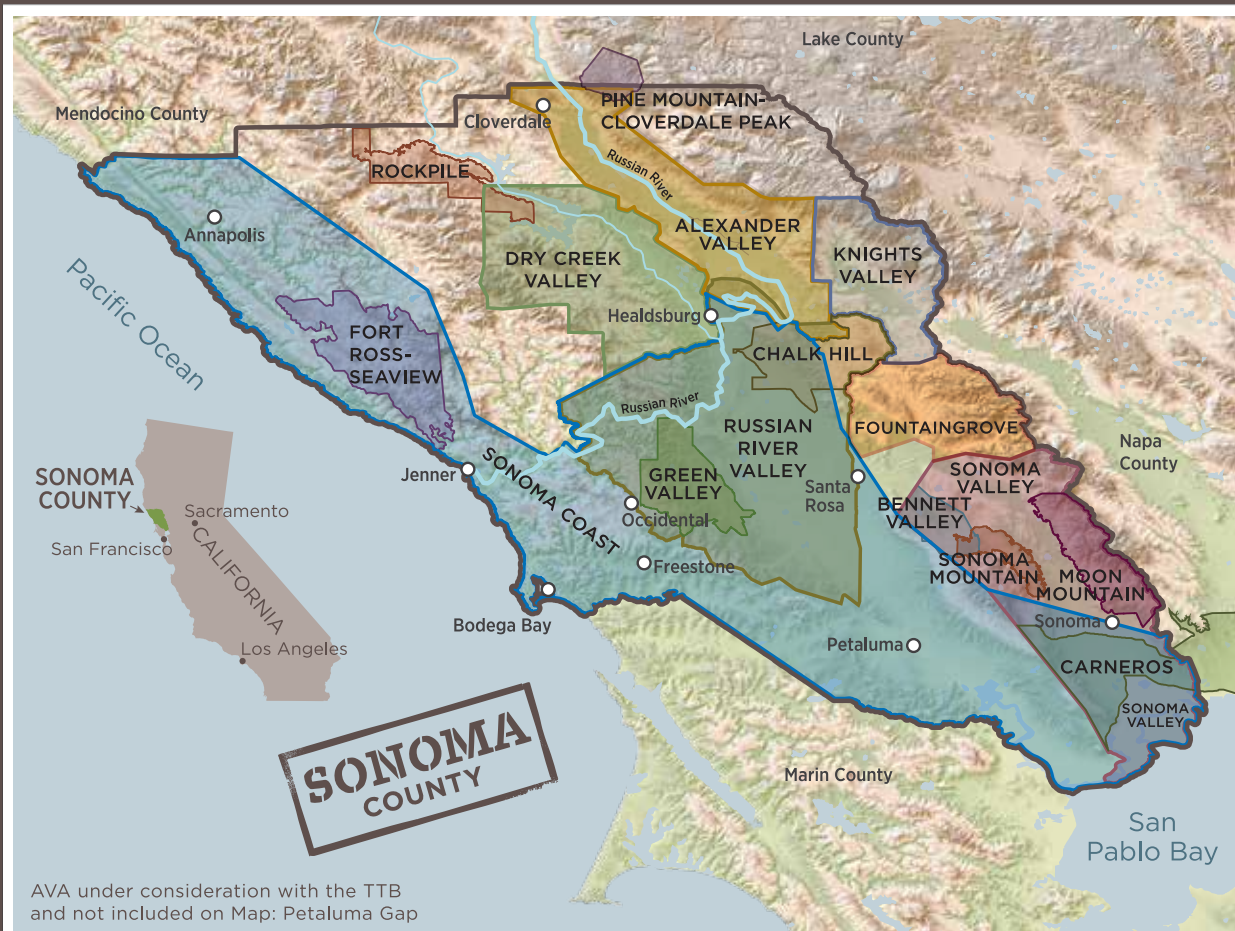 Lake County
Mendocino County
Cloverdale
PINE MOUNTAIN-
CLOVERDALE PEAK
ROCKPILE
Russian River
Annapolis
ALEXANDER
VALLEY
DRY CREEK
VALLEY
KNIGHTS
VALLEY
Pacific Ocean
Healdsburg
FORT
ROSS-
SEAVIEW
CHALK HILL
Russian River
RUSSIAN
RIVER
VALLEY
FOUNTAINGROVE
Napa
County
Jenner
SONOMA COAST
GREEN
VALLEY
SONOMA
VALLEY
Santa
Rosa
BENNETT
VALLEY
Occidental
SONOMA
COUNTY
Sacramento
San Francisco
CALIFORNIA
Los Angeles
Freestone
SONOMA
MOUNTAIN
MOON
MOUNTAIN
Bodega Bay
Sonoma
Petaluma
CARNEROS
SONOMA
VALLEY
SONOMA
COUNTY
Marin County
San
Pablo Bay
AVA under consideration with the TTB
and not included on Map: Petaluma Gap